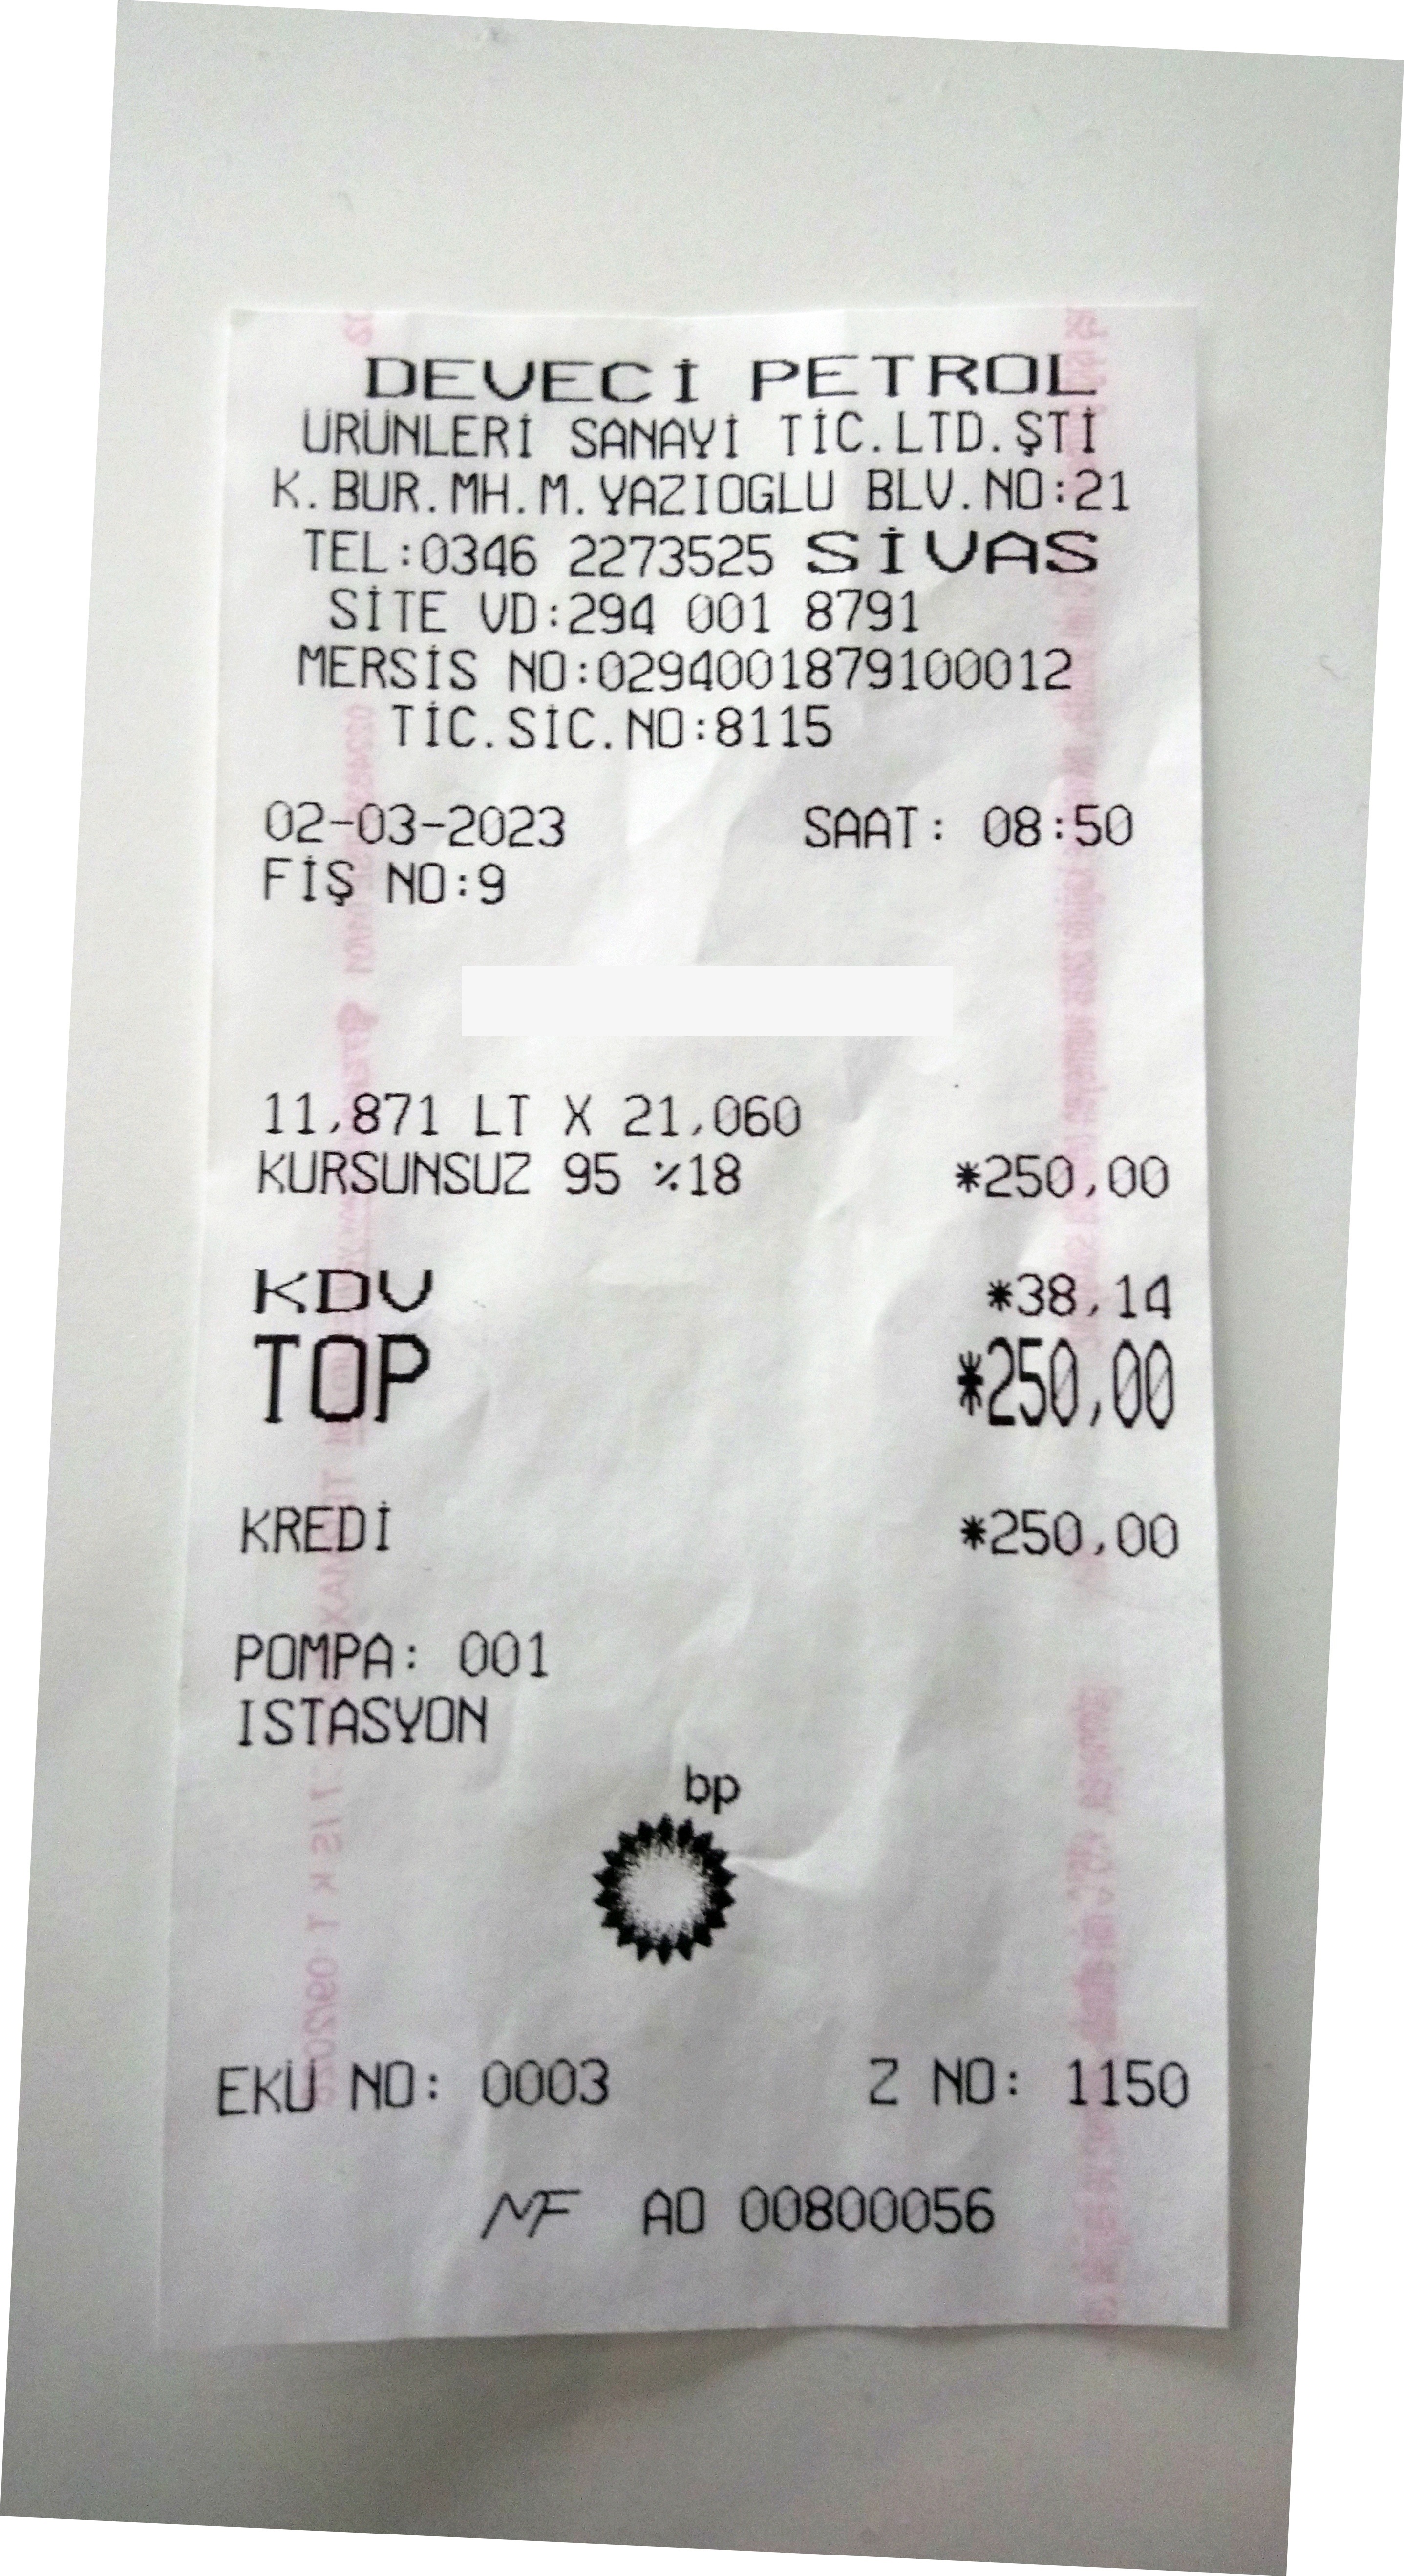 DEVECİ PETROL
ÜRÜNLERİ SANAYİ TİC.LTD.ŞTİ
K.BUR.MH.M.YAZIOGLU BLV.NO:21
TEL:0346 2273525 SİVAS
SİTE VD:294 001 8791
MERSİS NO:0294001879100012
TİC.SİC.NO:8115
02-03-2023 SAAT: 08:50
FİŞ NO:9
11,871 LT X 21,060
KURSUNSUZ 95 %18 *250,00
KDV *38,14
TOP *250,00
KREDİ *250,00
POMPA: 001
ISTASYON
bp
EKÜ NO: 0003 Z NO: 1150
MF AO 00800056